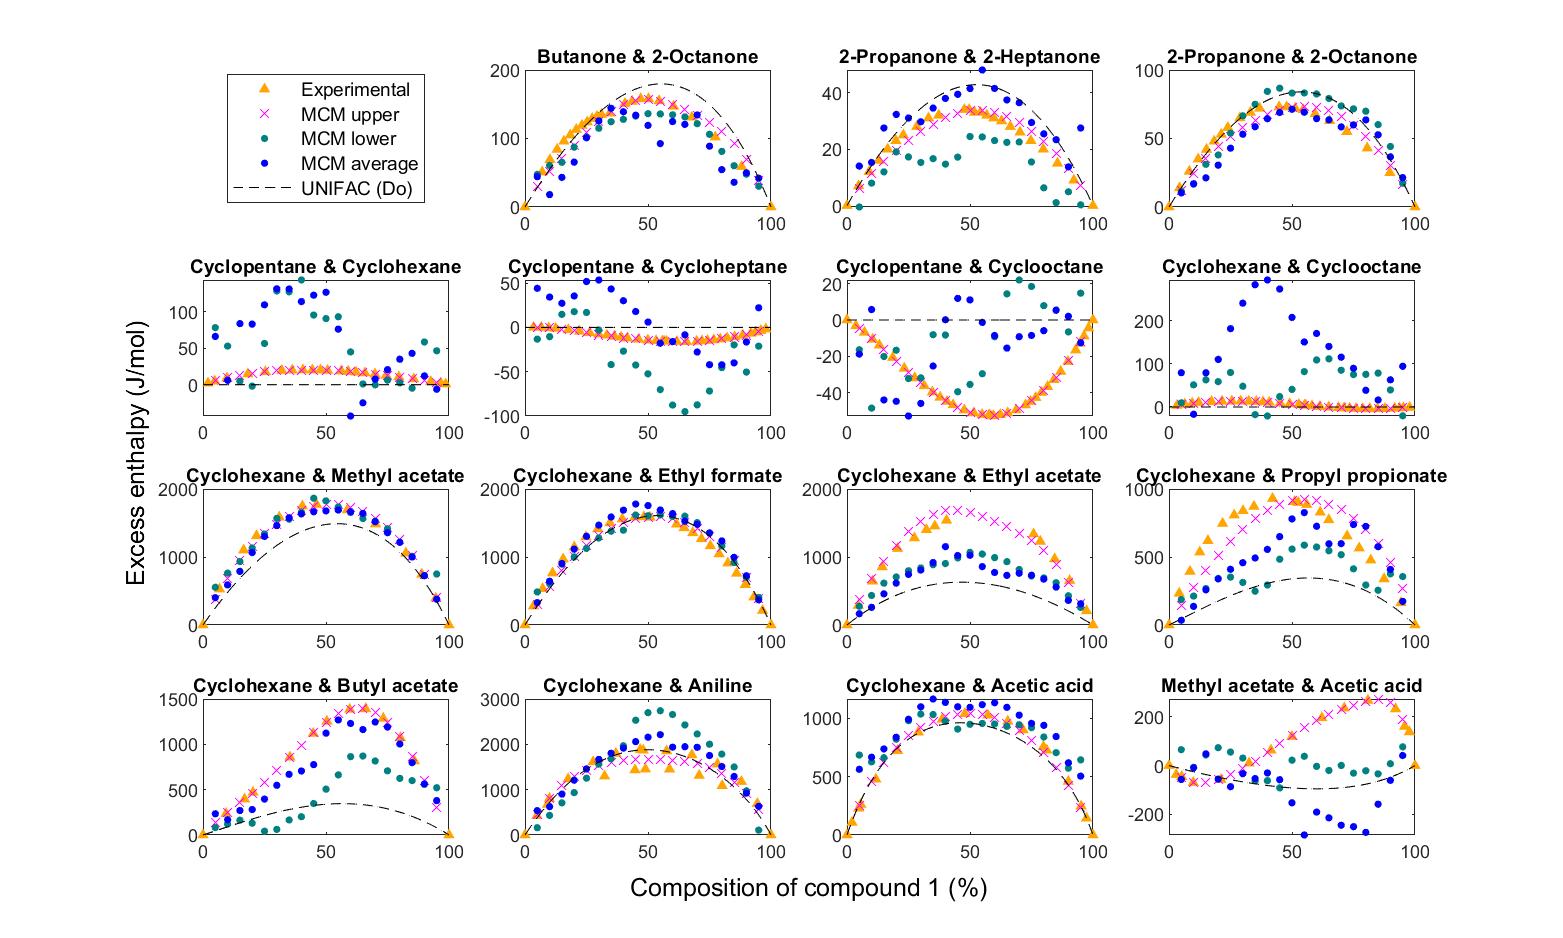 Experimental
MCM upper
MCM lower
MCM average
UNIFAC (Do)
Butanone & 2-Octanone
200
100
0
0 50 100
2-Propanone & 2-Heptanone
40
20
0
0 50 100
2-Propanone & 2-Octanone
100
50
0
0 50 100
Cyclopentane & Cyclohexane
100
50
0
0 50 100
Cyclopentane & Cycloheptane
50
0
-50
-100
0 50 100
Cyclopentane & Cyclooctane
20
0
-20
-40
0 50 100
Cyclohexane & Cyclooctane
200
100
0
0 50 100
Cyclohexane & Methyl acetate
2000
1000
0
0 50 100
Cyclohexane & Ethyl formate
2000
1000
0
0 50 100
Cyclohexane & Ethyl acetate
2000
1000
0
0 50 100
Cyclohexane & Propyl propionate
1000
500
0
0 50 100
Cyclohexane & Butyl acetate
1500
1000
500
0
0 50 100
Cyclohexane & Aniline
3000
2000
1000
0
0 50 100
Cyclohexane & Acetic acid
1000
500
0
0 50 100
Methyl acetate & Acetic acid
200
0
-200
0 50 100
Excess enthalpy (J/mol)
Composition of compound 1 (%)